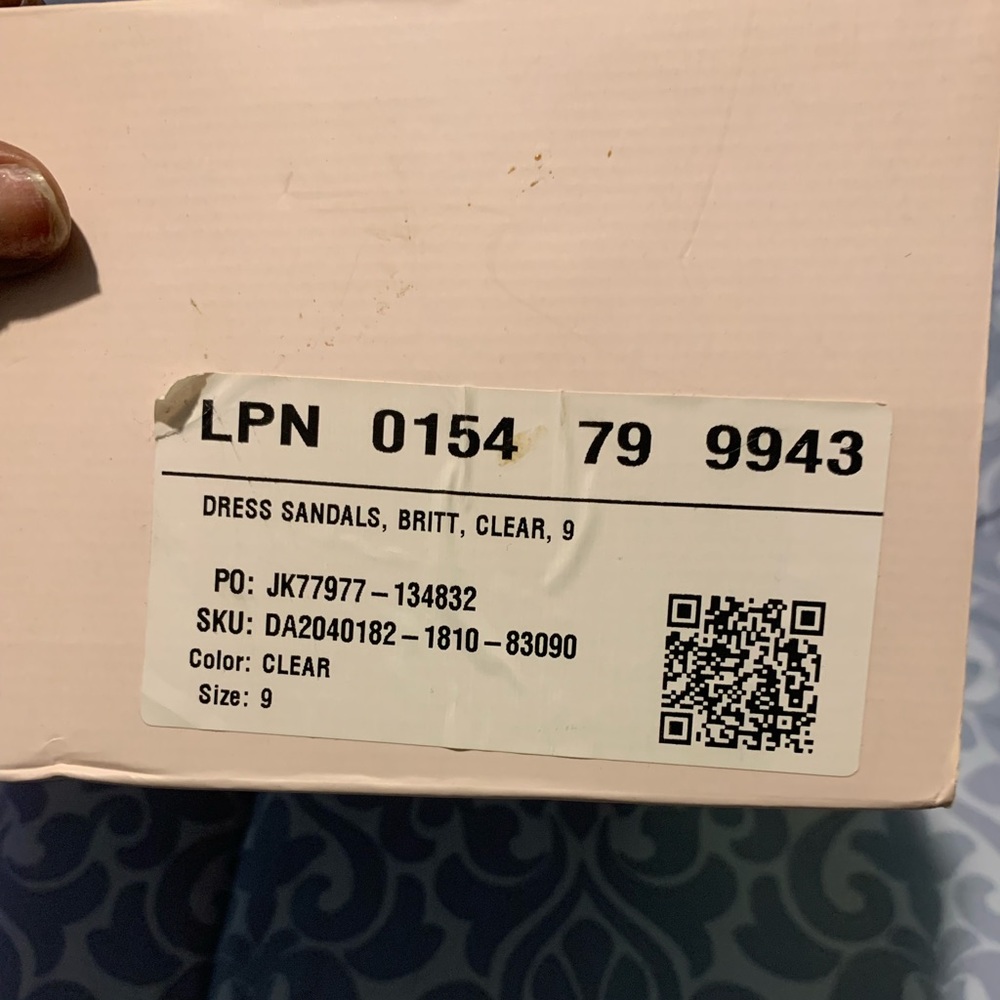 LPN 0154 79 9943
DRESS SANDALS, BRITT, CLEAR, 9
PO: JK77977-134832
SKU: DA2040182-1810-83090
Color: CLEAR
Size: 9